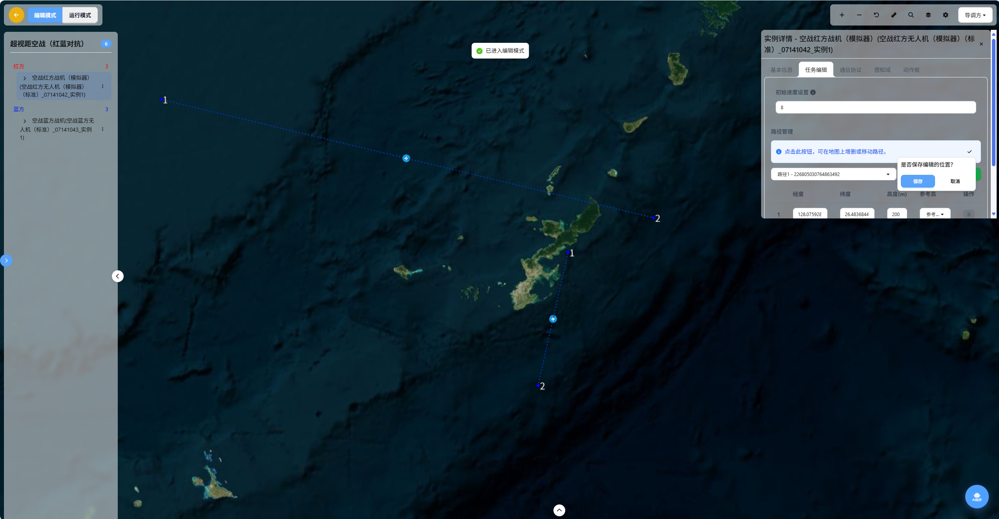 编辑模式
运行模式
导调方
超视距空战（红蓝对抗）
6
红方
3
空战红方战机（模拟器）
(空战红方无人机（模拟器）
（标准）_07141042_实例1)
蓝方
3
空战蓝方战机(空战蓝方无
人机（标准）_07141043_实例
1)
已进入编辑模式
1
2
1
2
实例详情 - 空战红方战机（模拟器）(空战红方无人机（模拟器）（标
准）_07141042_实例1)
基本信息
任务编辑
通信协议
感知域
动作板
初始速度设置
8
路径管理
点击此按钮，可在地图上增删或移动路径。
是否保存编辑的位置？
保存
取消
路径1 - 226805030764863492
经度
纬度
高度(m)
参考高
操作
1
128.075928
26.4836844
200
参考...
AI助手